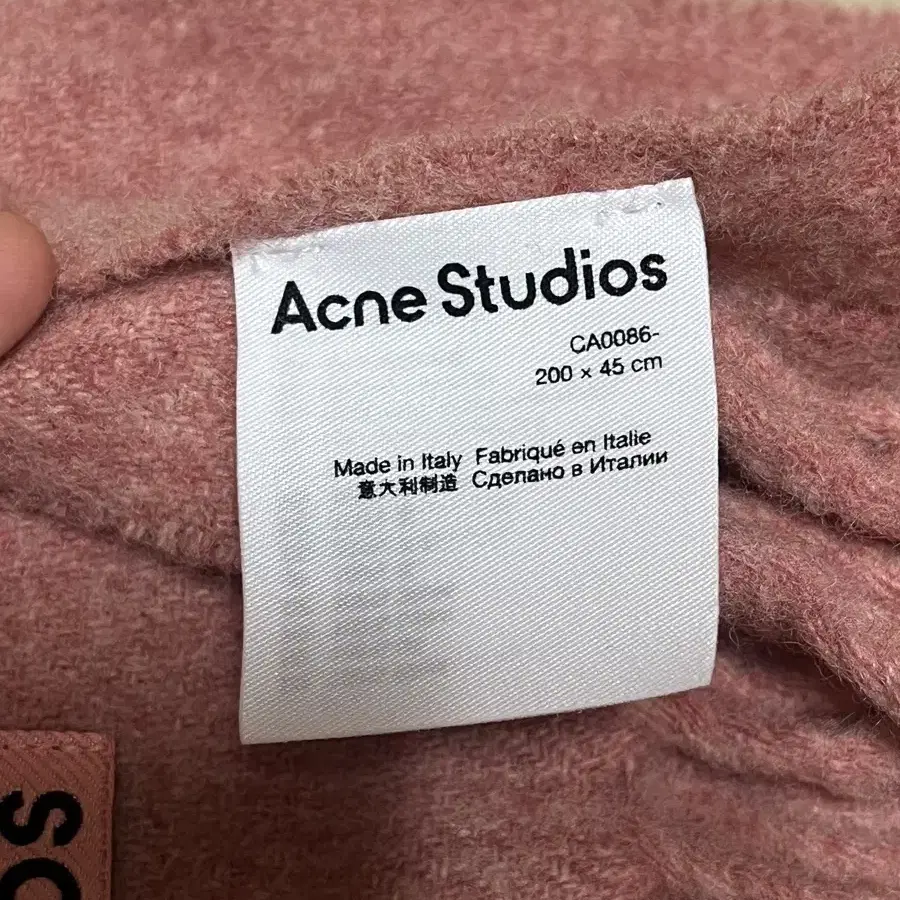 Acne Studios
CA0086-
200 × 45 cm
Made in Italy Fabriqué en Italie
意大利制造 Сделано в Италии
os